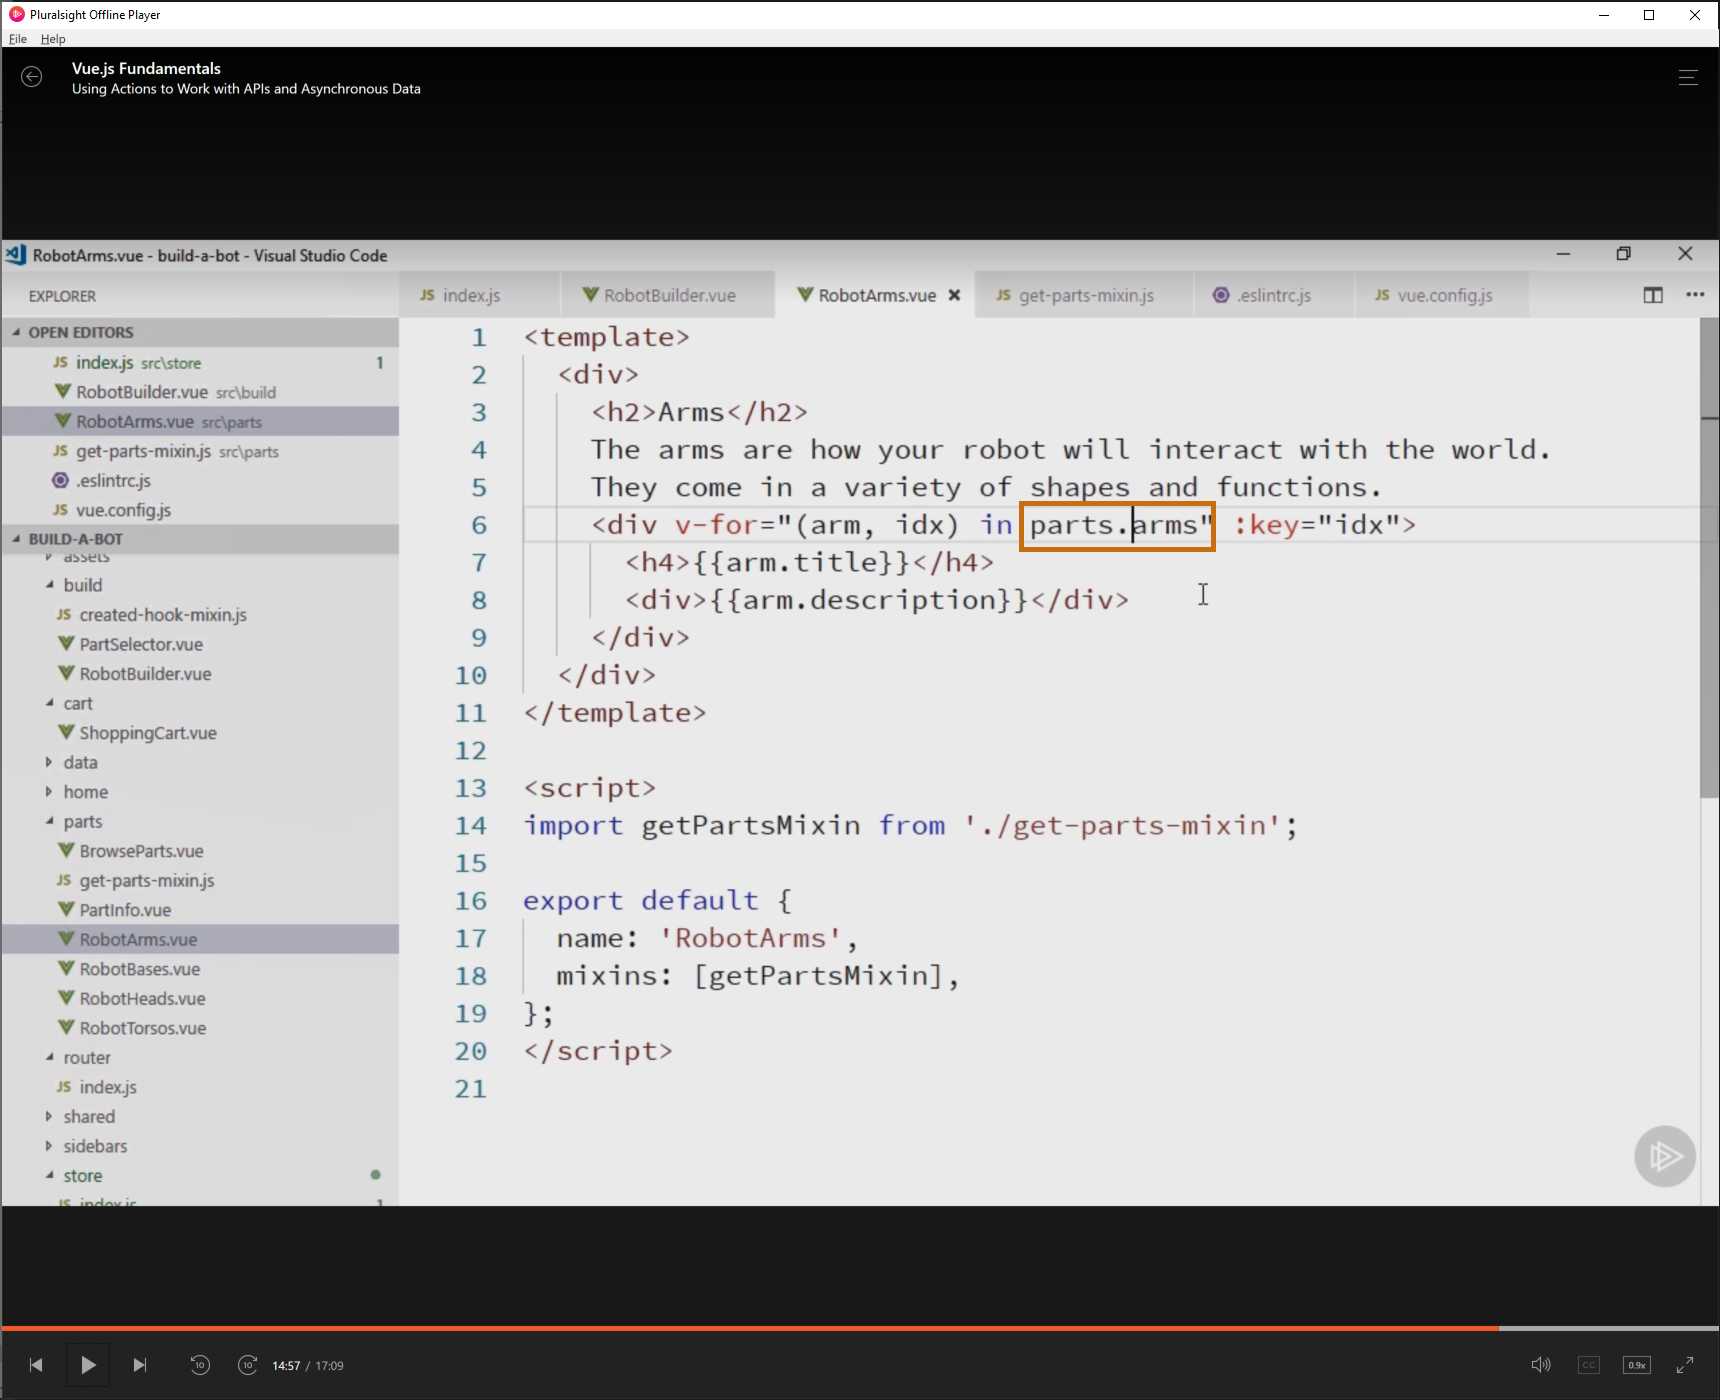 Pluralsight Offline Player
File Help
Vue.js Fundamentals
Using Actions to Work with APIs and Asynchronous Data
RobotArms.vue - build-a-bot - Visual Studio Code
EXPLORER
JS index.js
RobotBuilder.vue
RobotArms.vue
JS get-parts-mixin.js
.eslintrc.js
JS vue.config.js
OPEN EDITORS
JS index.js src\store 1
RobotBuilder.vue src\build
RobotArms.vue src\parts
JS get-parts-mixin.js src\parts
.eslintrc.js
JS vue.config.js
BUILD-A-BOT
assets
build
JS created-hook-mixin.js
PartSelector.vue
RobotBuilder.vue
cart
ShoppingCart.vue
data
home
parts
BrowseParts.vue
JS get-parts-mixin.js
PartInfo.vue
RobotArms.vue
RobotBases.vue
RobotHeads.vue
RobotTorsos.vue
router
JS index.js
shared
sidebars
store
JS index.js 1
1 <template>
2 <div>
3 <h2>Arms</h2>
4 The arms are how your robot will interact with the world.
5 They come in a variety of shapes and functions.
6 <div v-for="(arm, idx) in parts.arms" :key="idx">
7 <h4>{{arm.title}}</h4>
8 <div>{{arm.description}}</div>
9 </div>
10 </div>
11 </template>
12
13 <script>
14 import getPartsMixin from './get-parts-mixin';
15
16 export default {
17 name: 'RobotArms',
18 mixins: [getPartsMixin],
19 };
20 </script>
21
10
10
14:57 / 17:09
CC
0.9x